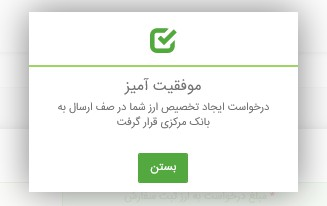 موفقیت آمیز
درخواست ایجاد تخصیص ارز شما در صف ارسال به
بانک مرکزی قرار گرفت
بستن